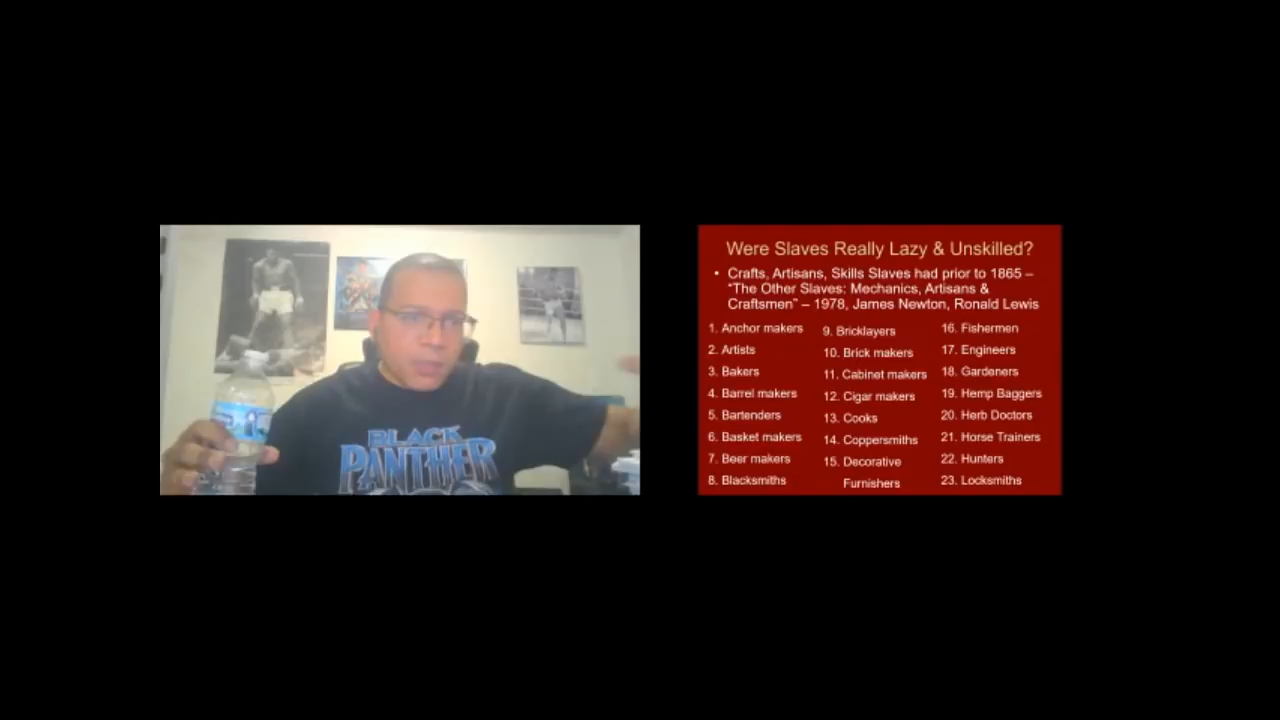 BLACK
PANTHER
Were Slaves Really Lazy & Unskilled?
• Crafts, Artisans, Skills Slaves had prior to 1865 –
"The Other Slaves: Mechanics, Artisans &
Craftsmen" – 1978, James Newton, Ronald Lewis
1. Anchor makers
2. Artists
3. Bakers
4. Barrel makers
5. Bartenders
6. Basket makers
7. Beer makers
8. Blacksmiths
9. Bricklayers
10. Brick makers
11. Cabinet makers
12. Cigar makers
13. Cooks
14. Coppersmiths
15. Decorative
Furnishers
16. Fishermen
17. Engineers
18. Gardeners
19. Hemp Baggers
20. Herb Doctors
21. Horse Trainers
22. Hunters
23. Locksmiths